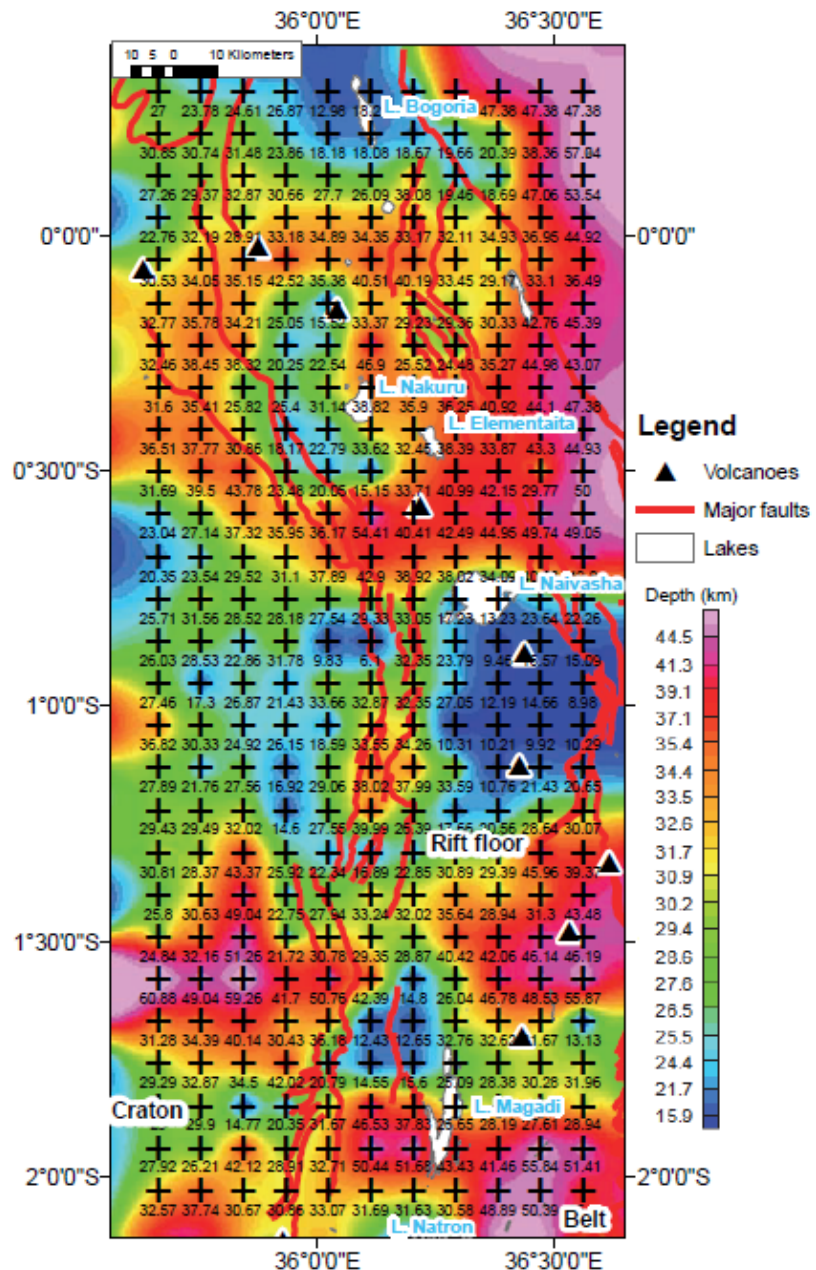 36°0'0"E 36°30'0"E
10 5 0 10 Kilometers
L. Bogoria
27 23.78 24.61 26.87 12.98 18.2 47.38 47.38 47.38
30.85 30.74 31.48 23.86 18.18 18.08 18.67 19.66 20.39 38.36 57.94
27.26 29.37 32.87 30.66 27.7 26.09 38.08 19.46 18.69 47.06 53.54
0°0'0" 22.76 32.19 28.91 33.18 34.89 34.35 33.17 32.11 34.93 36.95 44.92 0°0'0"
30.53 34.05 35.15 42.52 35.38 40.51 40.19 33.45 29.17 33.1 36.49
32.77 35.78 34.21 25.05 33.37 29.23 29.36 30.33 42.76 45.39
32.46 38.45 36.32 20.25 22.54 46.9 25.52 24.48 35.27 44.98 43.07
L. Nakuru
31.6 35.41 25.82 25.4 31.14 38.82 35.9 36.25 40.92 44.1 47.38
L. Elementaita
36.51 37.77 30.86 18.17 22.79 33.62 32.45 38.39 33.87 43.3 44.93
0°30'0"S 0°30'0"S
31.69 39.5 43.78 23.48 20.05 15.15 33.71 40.99 42.15 29.77 50
23.04 27.14 37.32 35.95 36.17 54.41 40.41 42.49 44.95 49.74 49.05
20.35 23.54 29.52 31.1 37.89 42.9 38.92 38.02 34.09
L. Naivasha
25.71 31.56 28.52 28.18 27.54 29.33 33.05 17.23 13.23 23.64 22.26
26.03 28.53 22.86 31.78 9.83 6.1 32.35 23.79 9.46 15.09
1°0'0"S 27.46 17.3 26.87 21.43 33.66 32.87 32.35 27.05 12.19 14.66 8.98 1°0'0"S
36.82 30.33 24.92 26.15 18.59 33.55 34.26 10.31 10.21 9.92 10.29
27.89 21.76 27.56 16.92 29.06 38.02 37.99 33.59 10.76 21.43 20.65
29.43 29.49 32.02 14.6 27.55 39.99 25.39 28.64 30.07
Rift floor
30.81 28.37 43.37 25.92 22.34 16.89 22.85 30.89 29.39 45.96 39.37
25.8 30.63 49.04 22.75 27.94 33.24 32.02 35.64 28.94 31.3 43.48
1°30'0"S 1°30'0"S
24.84 32.16 51.26 21.72 30.78 29.35 28.87 40.42 42.06 46.14 46.19
60.88 49.04 59.26 41.7 50.76 42.39 14.8 26.04 46.78 48.53 55.87
31.28 34.39 40.14 30.43 36.18 12.43 12.65 32.76 32.62 13.13
29.29 32.87 34.5 42.02 20.79 14.55 15.6 25.09 28.38 30.28 31.96
Craton L. Magadi
29.9 14.77 20.35 31.67 46.53 37.83 25.65 28.19 27.61 28.94
27.92 26.21 42.12 28.91 32.71 50.44 51.68 43.43 41.46 55.84 51.41
2°0'0"S 2°0'0"S
32.57 37.74 30.67 30.86 33.07 31.69 31.63 30.58 48.89 50.39
L. Natron Belt
36°0'0"E 36°30'0"E
Legend
Volcanoes
Major faults
Lakes
Depth (km)
44.5
41.3
39.1
37.1
35.4
34.4
33.5
32.6
31.7
30.9
30.2
29.4
28.6
27.6
26.5
25.5
24.4
21.7
15.9